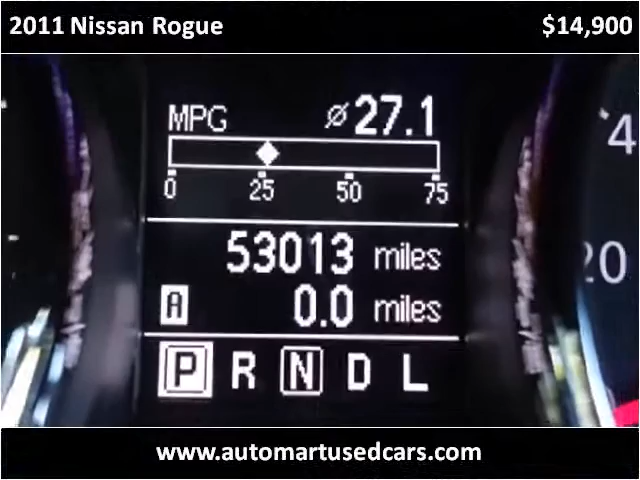 2011 Nissan Rogue $14,900
MPG ⌀27.1
0 25 50 75
53013 miles
A 0.0 miles
P R N D L
4
20
www.automartusedcars.com